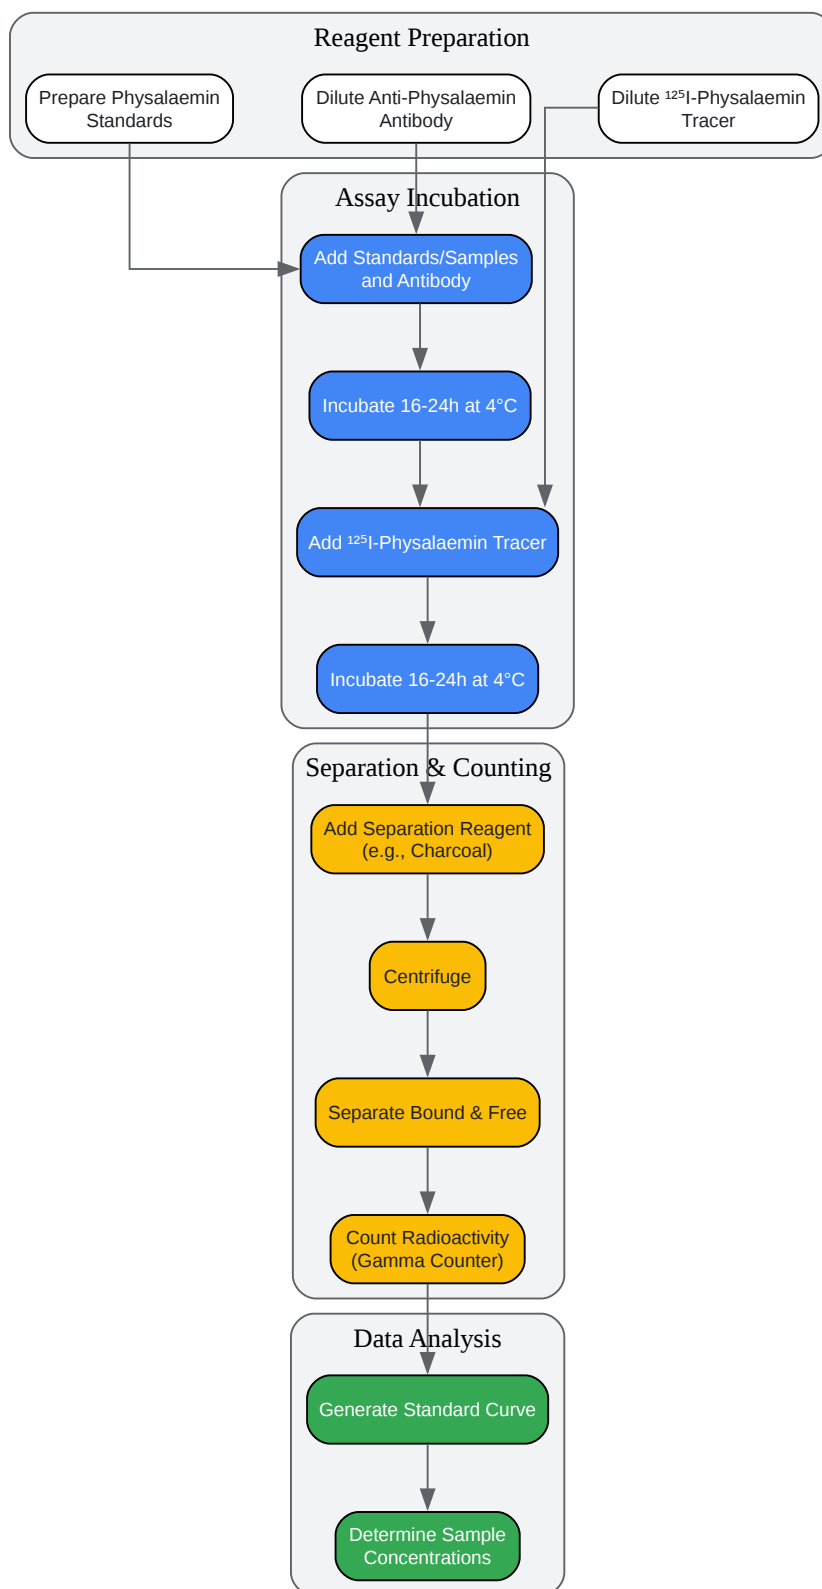 Reagent Preparation
Prepare Physalaemin
Standards
Dilute Anti-Physalaemin
Antibody
Dilute ¹²⁵I-Physalaemin
Tracer
Assay Incubation
Add Standards/Samples
and Antibody
Incubate 16-24h at 4°C
Add ¹²⁵I-Physalaemin Tracer
Incubate 16-24h at 4°C
Separation & Counting
Add Separation Reagent
(e.g., Charcoal)
Centrifuge
Separate Bound & Free
Count Radioactivity
(Gamma Counter)
Data Analysis
Generate Standard Curve
Determine Sample
Concentrations